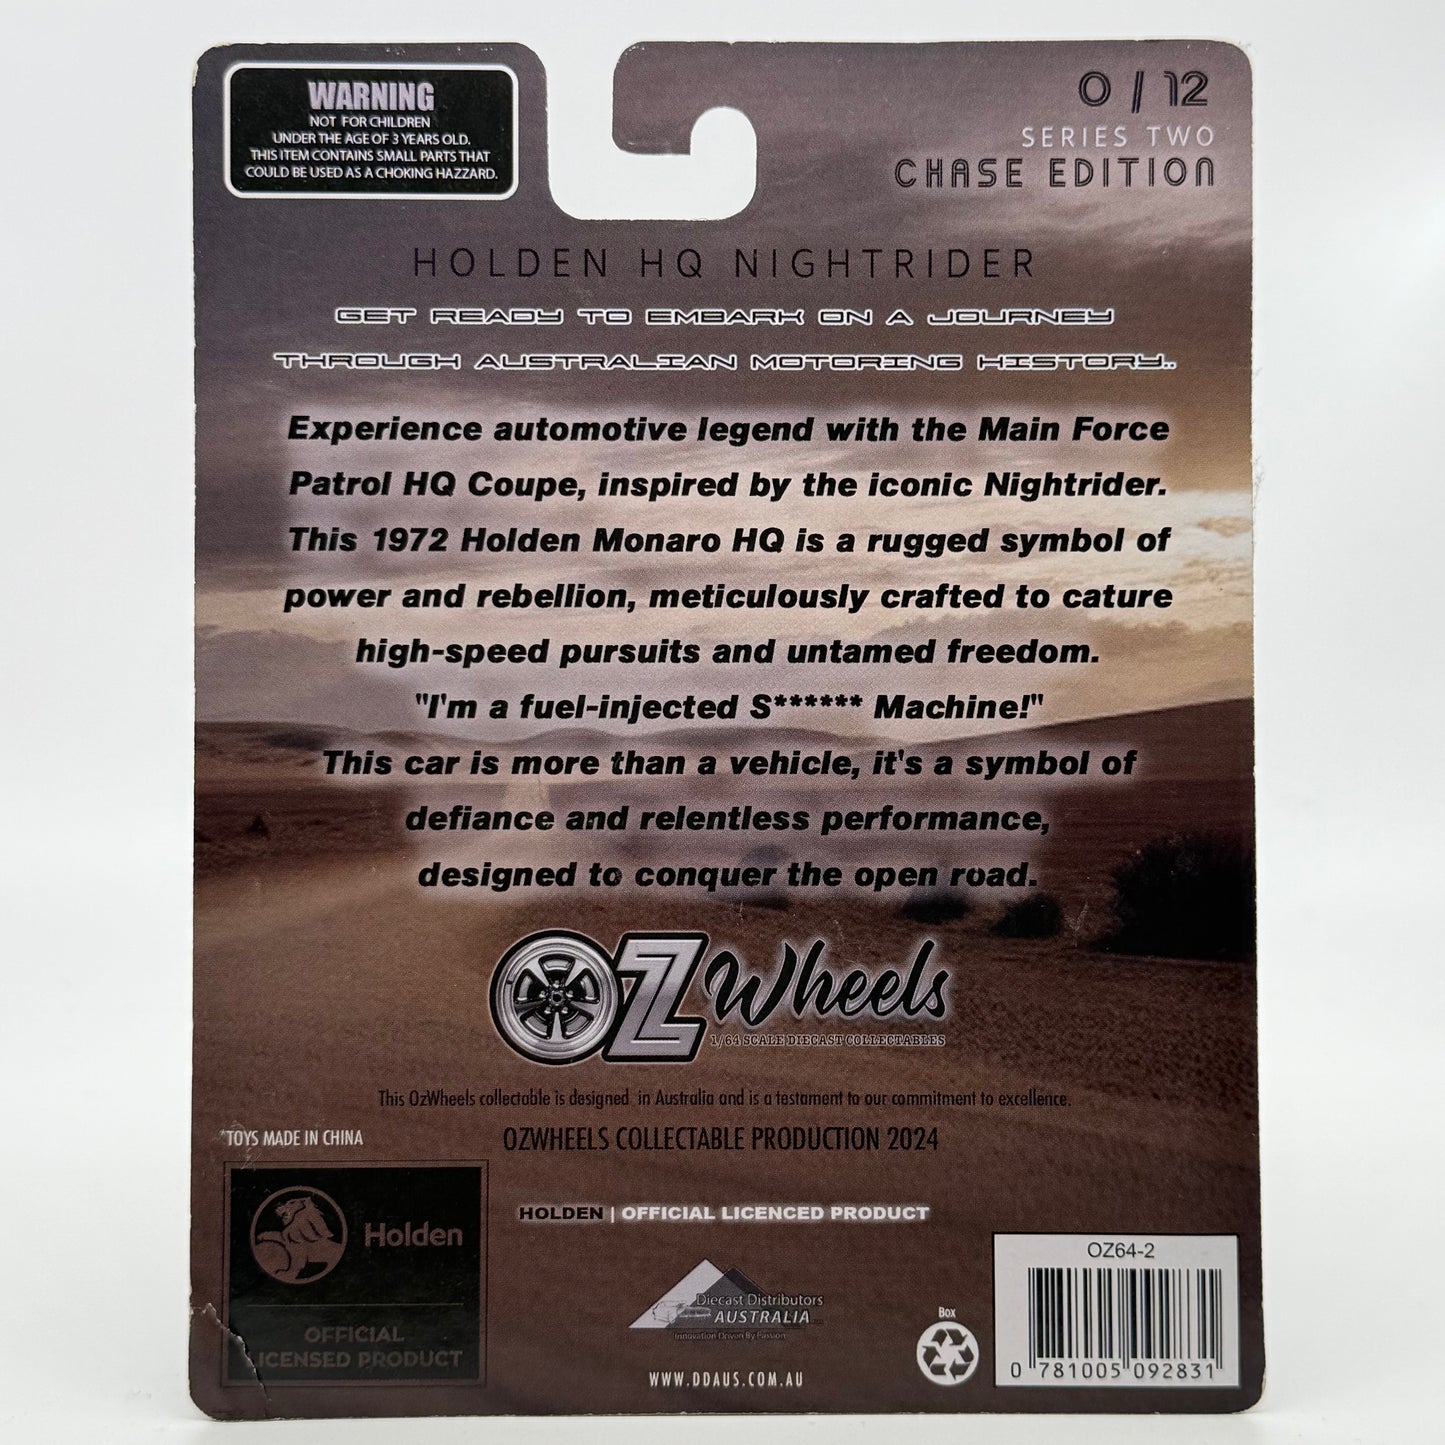 WARNING
NOT FOR CHILDREN
UNDER THE AGE OF 3 YEARS OLD.
THIS ITEM CONTAINS SMALL PARTS THAT
COULD BE USED AS A CHOKING HAZZARD.
0 / 12
SERIES TWO
CHASE EDITION
HOLDEN HQ NIGHTRIDER
GET READY TO EMBARK ON A JOURNEY
THROUGH AUSTRALIAN MOTORING HISTORY..
Experience automotive legend with the Main Force
Patrol HQ Coupe, inspired by the iconic Nightrider.
This 1972 Holden Monaro HQ is a rugged symbol of
power and rebellion, meticulously crafted to cature
high-speed pursuits and untamed freedom.
"I'm a fuel-injected S****** Machine!"
This car is more than a vehicle, it's a symbol of
defiance and relentless performance,
designed to conquer the open road.
OZ Wheels
1/64 SCALE DIECAST COLLECTABLES
This OzWheels collectable is designed in Australia and is a testament to our commitment to excellence.
*TOYS MADE IN CHINA
OZWHEELS COLLECTABLE PRODUCTION 2024
Holden
OFFICIAL
LICENSED PRODUCT
HOLDEN | OFFICIAL LICENCED PRODUCT
Diecast Distributors
AUSTRALIA
Innovation Driven By Passion
WWW.DDAUS.COM.AU
Box
OZ64-2
0 781005 092831